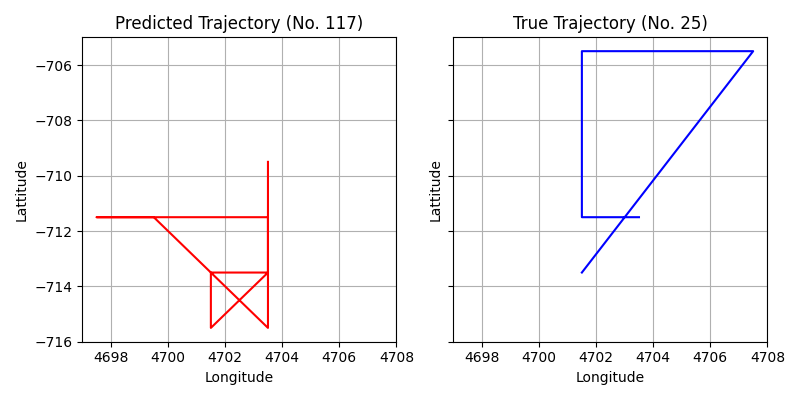 Predicted Trajectory (No. 117)
True Trajectory (No. 25)
−706
−708
−710
−712
−714
−716
Lattitude
Lattitude
4698 4700 4702 4704 4706 4708
4698 4700 4702 4704 4706 4708
Longitude
Longitude